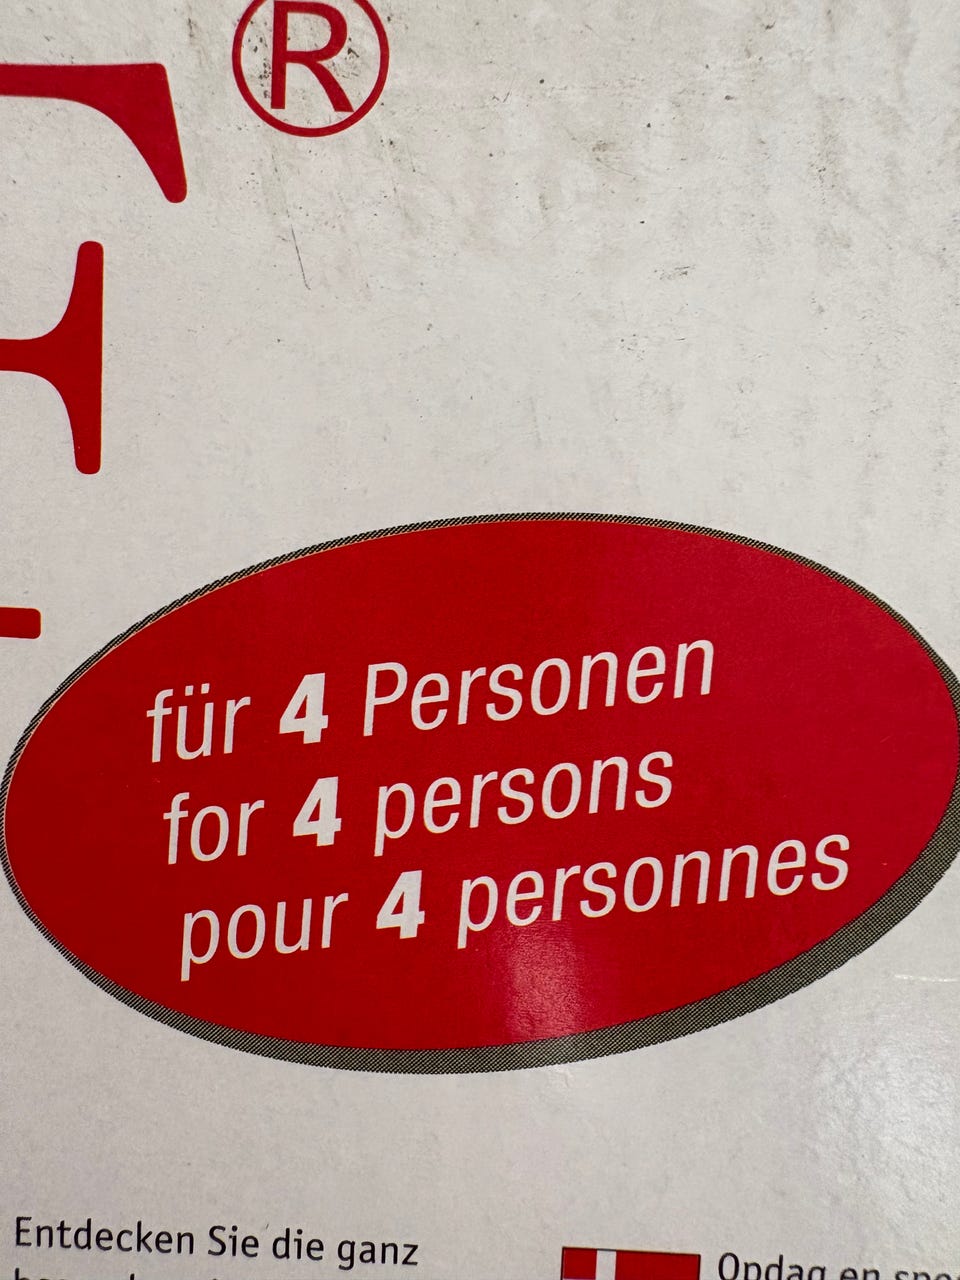 ®
für 4 Personen
for 4 persons
pour 4 personnes
Entdecken Sie die ganz
Opdag en